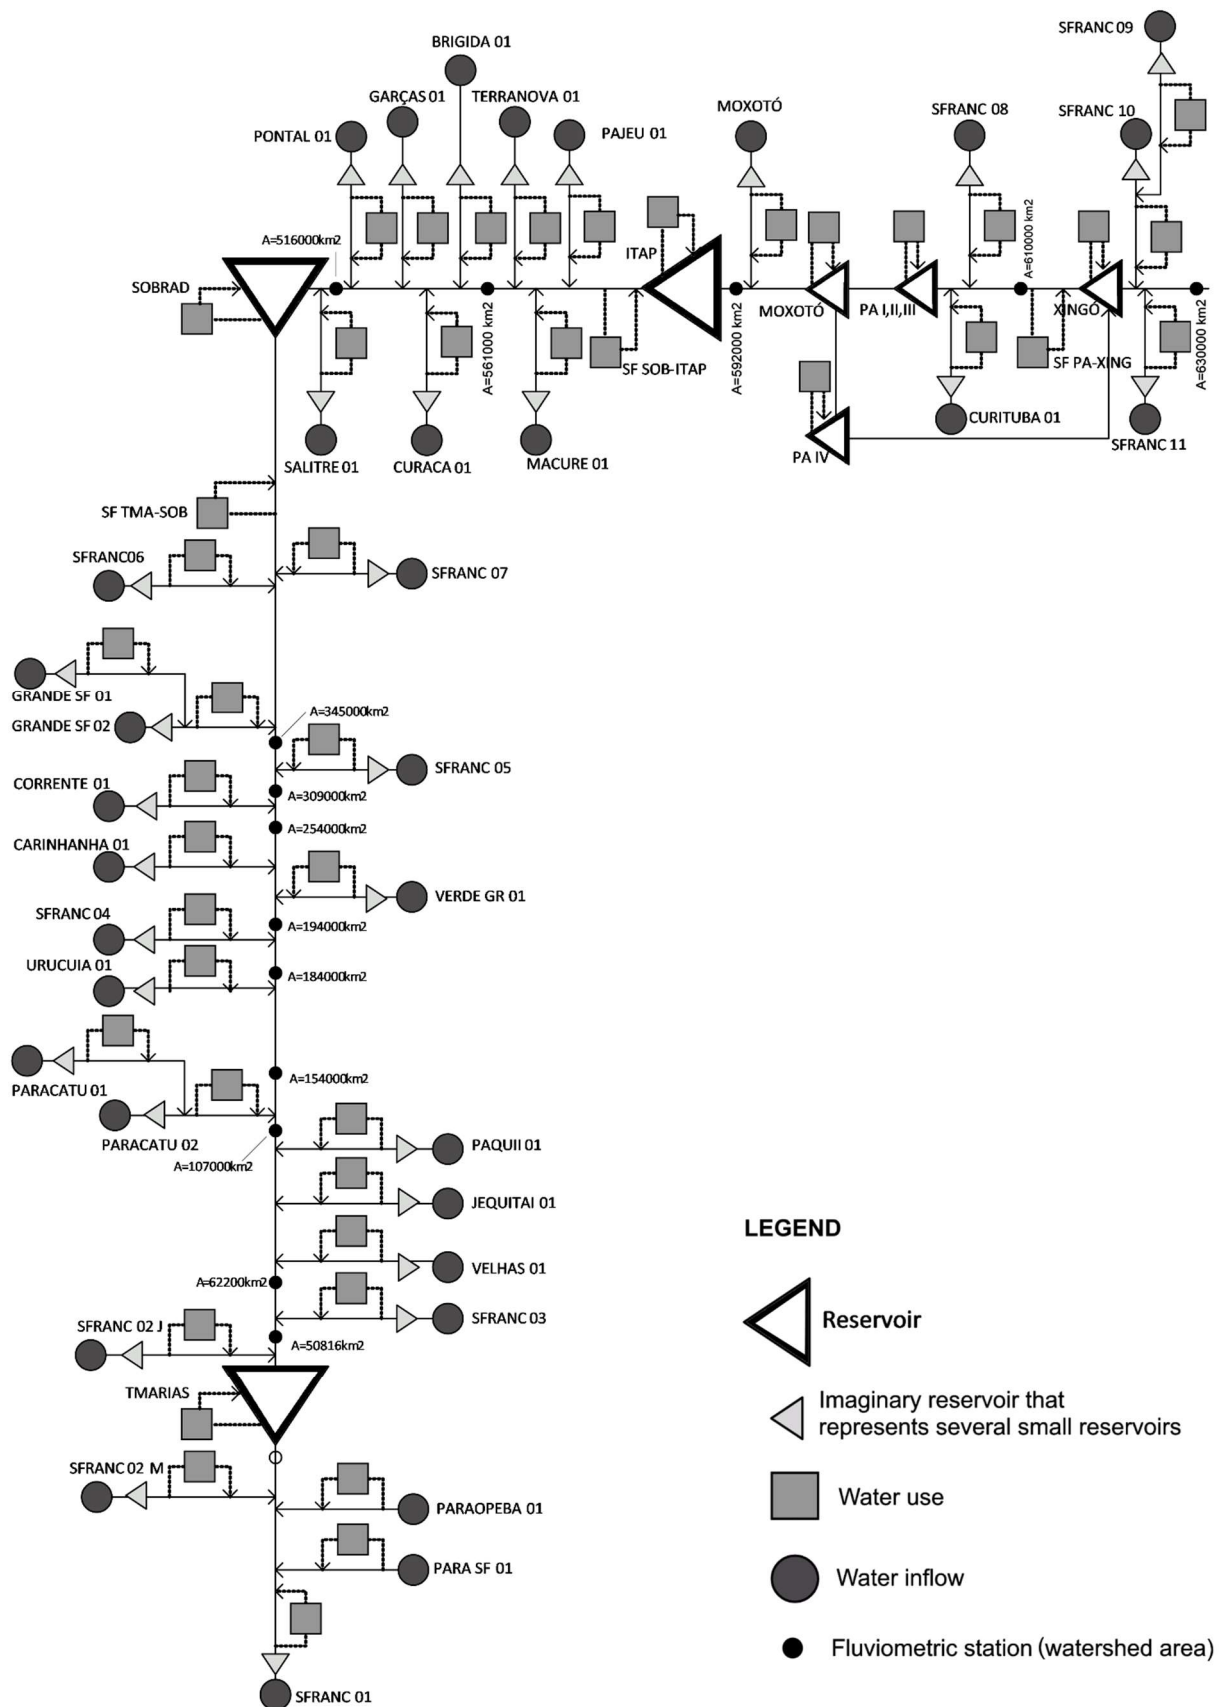 SFRANC 09
BRIGIDA 01
GARÇAS 01
TERRANOVA 01
MOXOTÓ
SFRANC 08
SFRANC 10
PONTAL 01
PAJEU 01
A=516000km2
SOBRAD
ITAP
A=610000 km2
MOXOTÓ
PA I,II,III
XINGÓ
A=561000 km2
A=592000 km2
A=630000 km2
SF SOB-ITAP
SF PA-XING
SALITRE 01
CURACA 01
MACURE 01
PA IV
CURITUBA 01
SFRANC 11
SF TMA-SOB
SFRANC06
SFRANC 07
GRANDE SF 01
GRANDE SF 02
A=345000km2
SFRANC 05
CORRENTE 01
A=309000km2
A=254000km2
CARINHANHA 01
VERDE GR 01
SFRANC 04
A=194000km2
URUCUIA 01
A=184000km2
A=154000km2
PARACATU 01
PARACATU 02
A=107000km2
PAQUII 01
JEQUITAI 01
VELHAS 01
A=62200km2
SFRANC 03
SFRANC 02 J
A=50816km2
TMARIAS
SFRANC 02 M
PARAOPEBA 01
PARA SF 01
SFRANC 01
LEGEND
Reservoir
Imaginary reservoir that
represents several small reservoirs
Water use
Water inflow
Fluviometric station (watershed area)